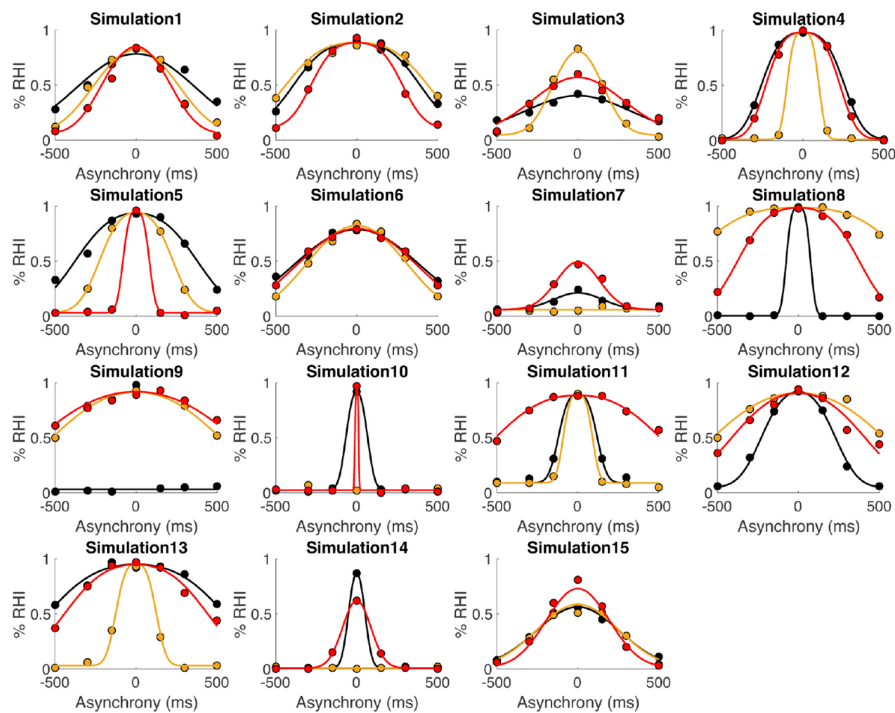 Simulation1 Simulation2 Simulation3 Simulation4
1 1 1 1
% RHI % RHI % RHI % RHI
0.5 0.5 0.5 0.5
0 0 0 0
-500 0 500 -500 0 500 -500 0 500 -500 0 500
Asynchrony (ms) Asynchrony (ms) Asynchrony (ms) Asynchrony (ms)
Simulation5 Simulation6 Simulation7 Simulation8
1 1 1 1
% RHI % RHI % RHI % RHI
0.5 0.5 0.5 0.5
0 0 0 0
-500 0 500 -500 0 500 -500 0 500 -500 0 500
Asynchrony (ms) Asynchrony (ms) Asynchrony (ms) Asynchrony (ms)
Simulation9 Simulation10 Simulation11 Simulation12
1 1 1 1
% RHI % RHI % RHI % RHI
0.5 0.5 0.5 0.5
0 0 0 0
-500 0 500 -500 0 500 -500 0 500 -500 0 500
Asynchrony (ms) Asynchrony (ms) Asynchrony (ms) Asynchrony (ms)
Simulation13 Simulation14 Simulation15
1 1 1
% RHI % RHI % RHI
0.5 0.5 0.5
0 0 0
-500 0 500 -500 0 500 -500 0 500
Asynchrony (ms) Asynchrony (ms) Asynchrony (ms)